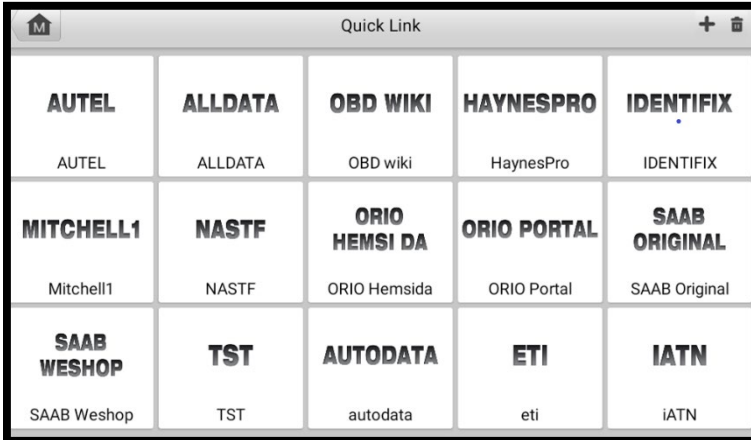 M
Quick Link
AUTEL
ALLDATA
OBD WIKI
HAYNESPRO
IDENTIFIX
AUTEL
ALLDATA
OBD wiki
HaynesPro
IDENTIFIX
MITCHELL1
NASTF
ORIO
HEMSI DA
ORIO PORTAL
SAAB
ORIGINAL
Mitchell1
NASTF
ORIO Hemsida
ORIO Portal
SAAB Original
SAAB
WESHOP
TST
AUTODATA
ETI
IATN
SAAB Weshop
TST
autodata
eti
iATN